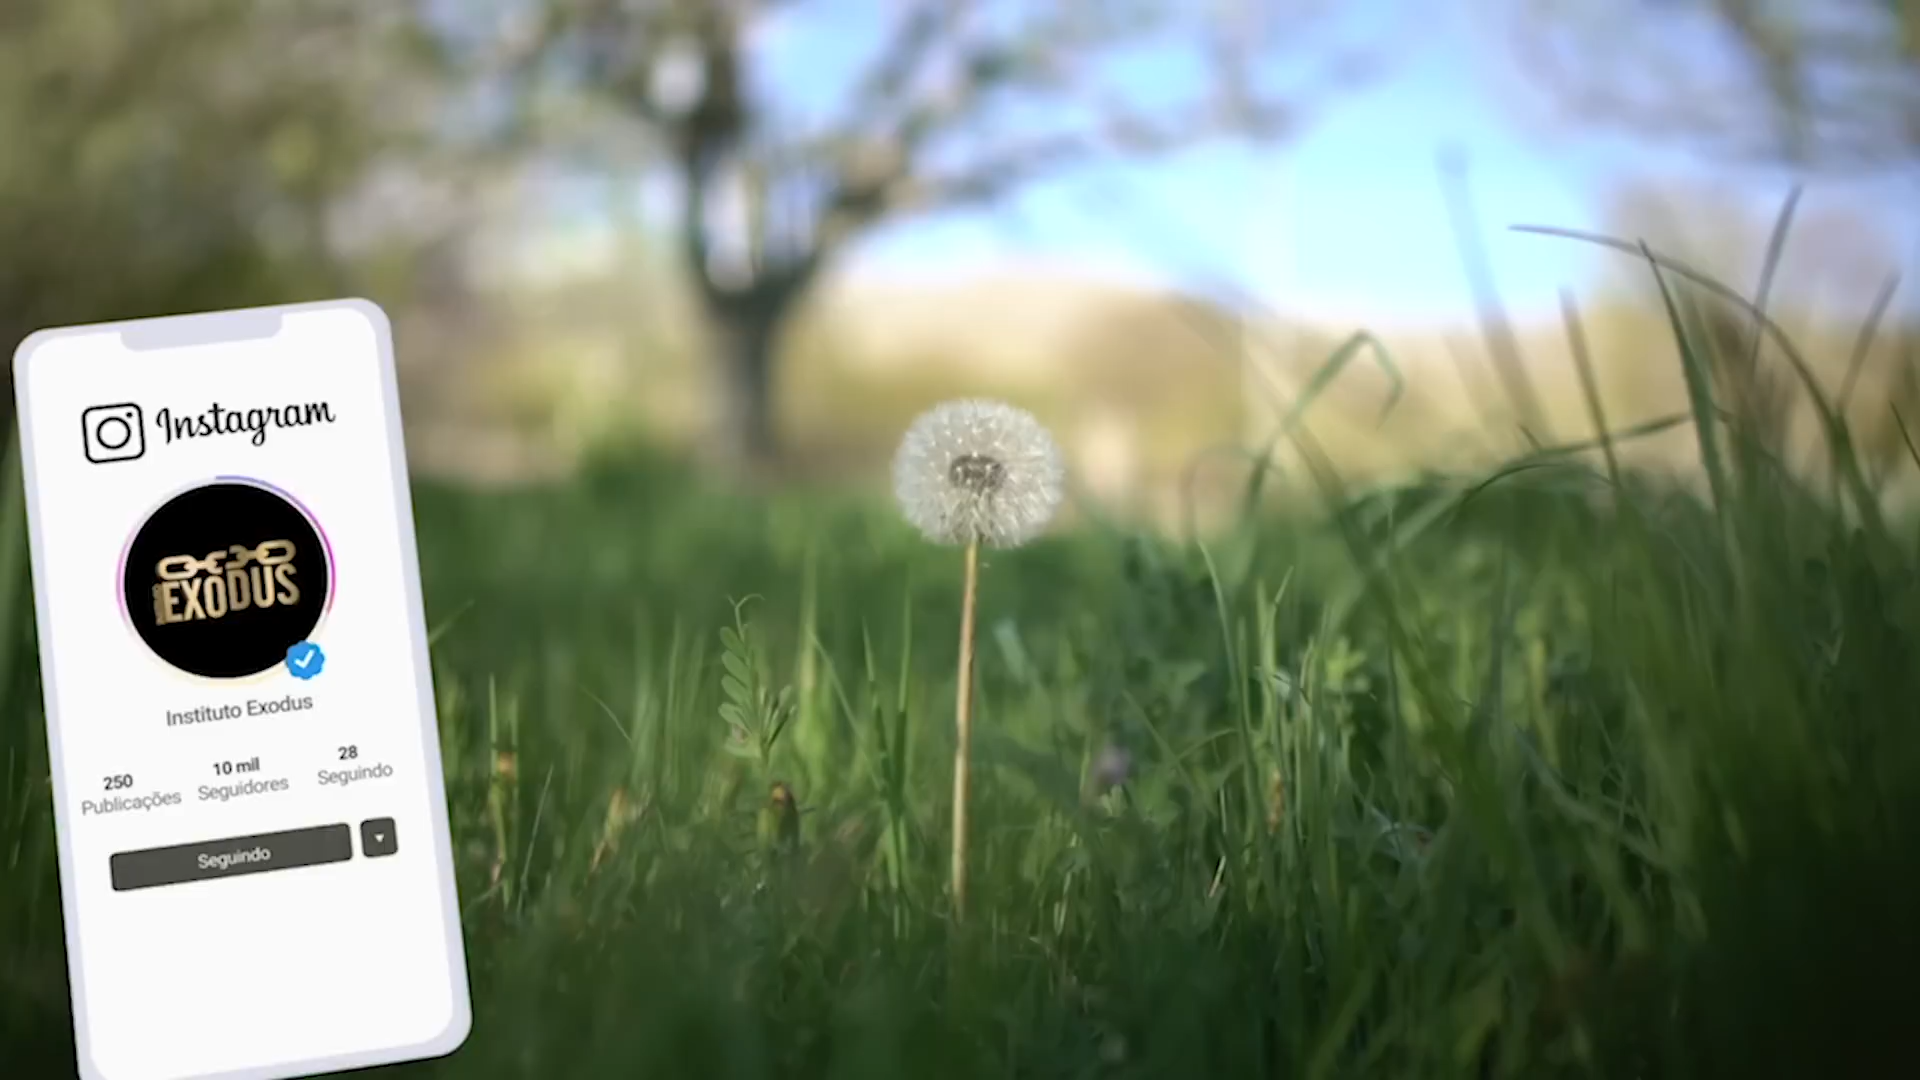 Instagram
EXODUS
Instituto Exodus
250 10 mil 28
Publicações Seguidores Seguindo
Seguindo